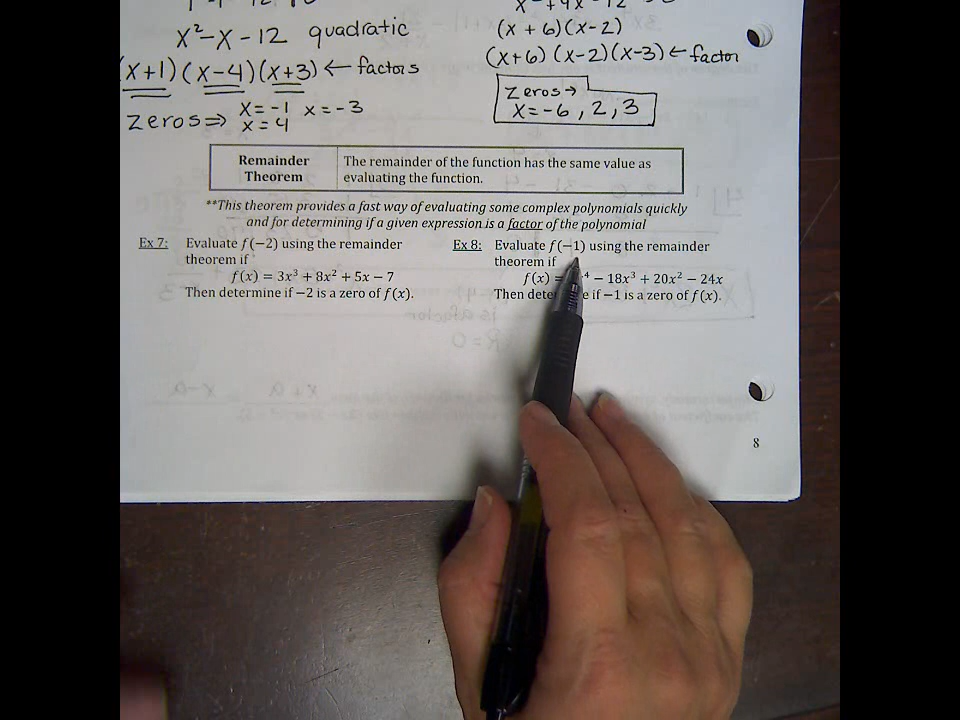 x²-x-12 quadratic
(x+1)(x-4)(x+3) ← factors
zeros ⇒ x=-1 x=-3
x=4
(x+6)(x-2)
(x+6)(x-2)(x-3) ← factor
zeros →
x=-6, 2, 3
Remainder Theorem
The remainder of the function has the same value as
evaluating the function.
**This theorem provides a fast way of evaluating some complex polynomials quickly
and for determining if a given expression is a factor of the polynomial
Ex 7: Evaluate f(−2) using the remainder
theorem if
f(x) = 3x³ + 8x² + 5x − 7
Then determine if −2 is a zero of f(x).
Ex 8: Evaluate f(−1) using the remainder
theorem if
f(x) = ⁴ − 18x³ + 20x² − 24x
Then dete e if −1 is a zero of f(x).
8